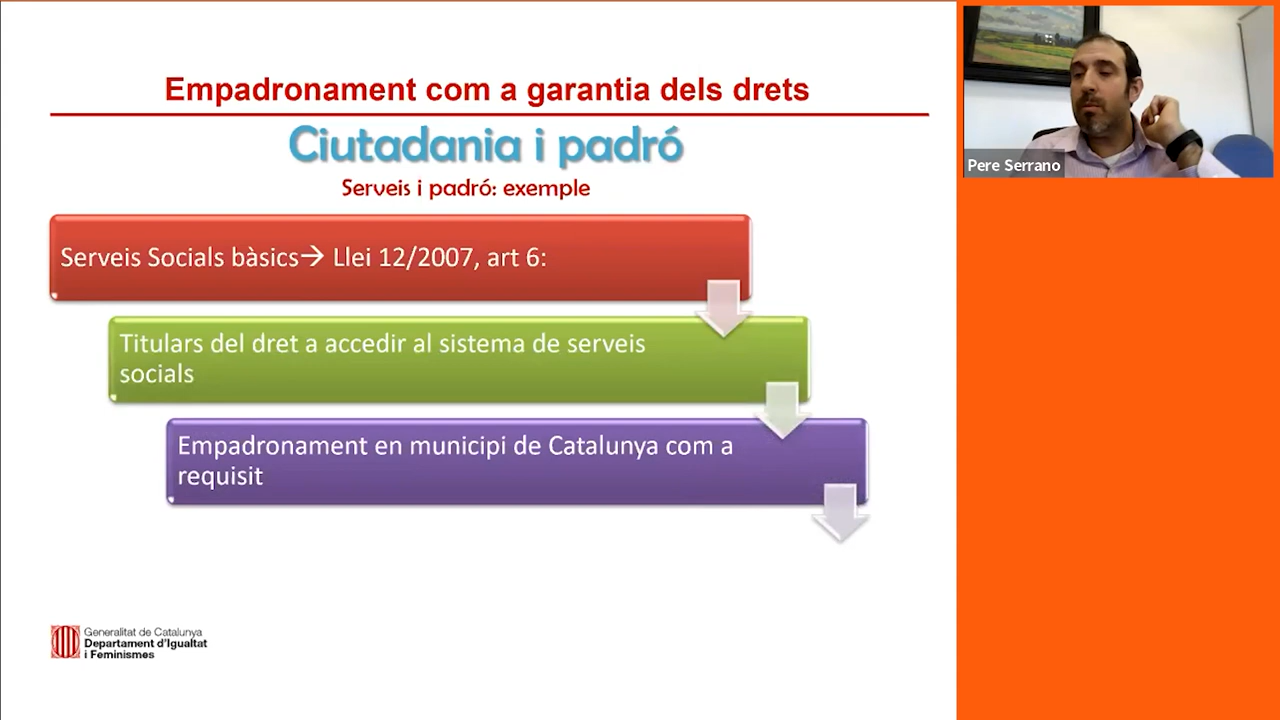 Empadronament com a garantia dels drets
Ciutadania i padró
Serveis i padró: exemple
Serveis Socials bàsics→ Llei 12/2007, art 6:
Titulars del dret a accedir al sistema de serveis
socials
Empadronament en municipi de Catalunya com a
requisit
Generalitat de Catalunya
Departament d'Igualtat
i Feminismes
Pere Serrano